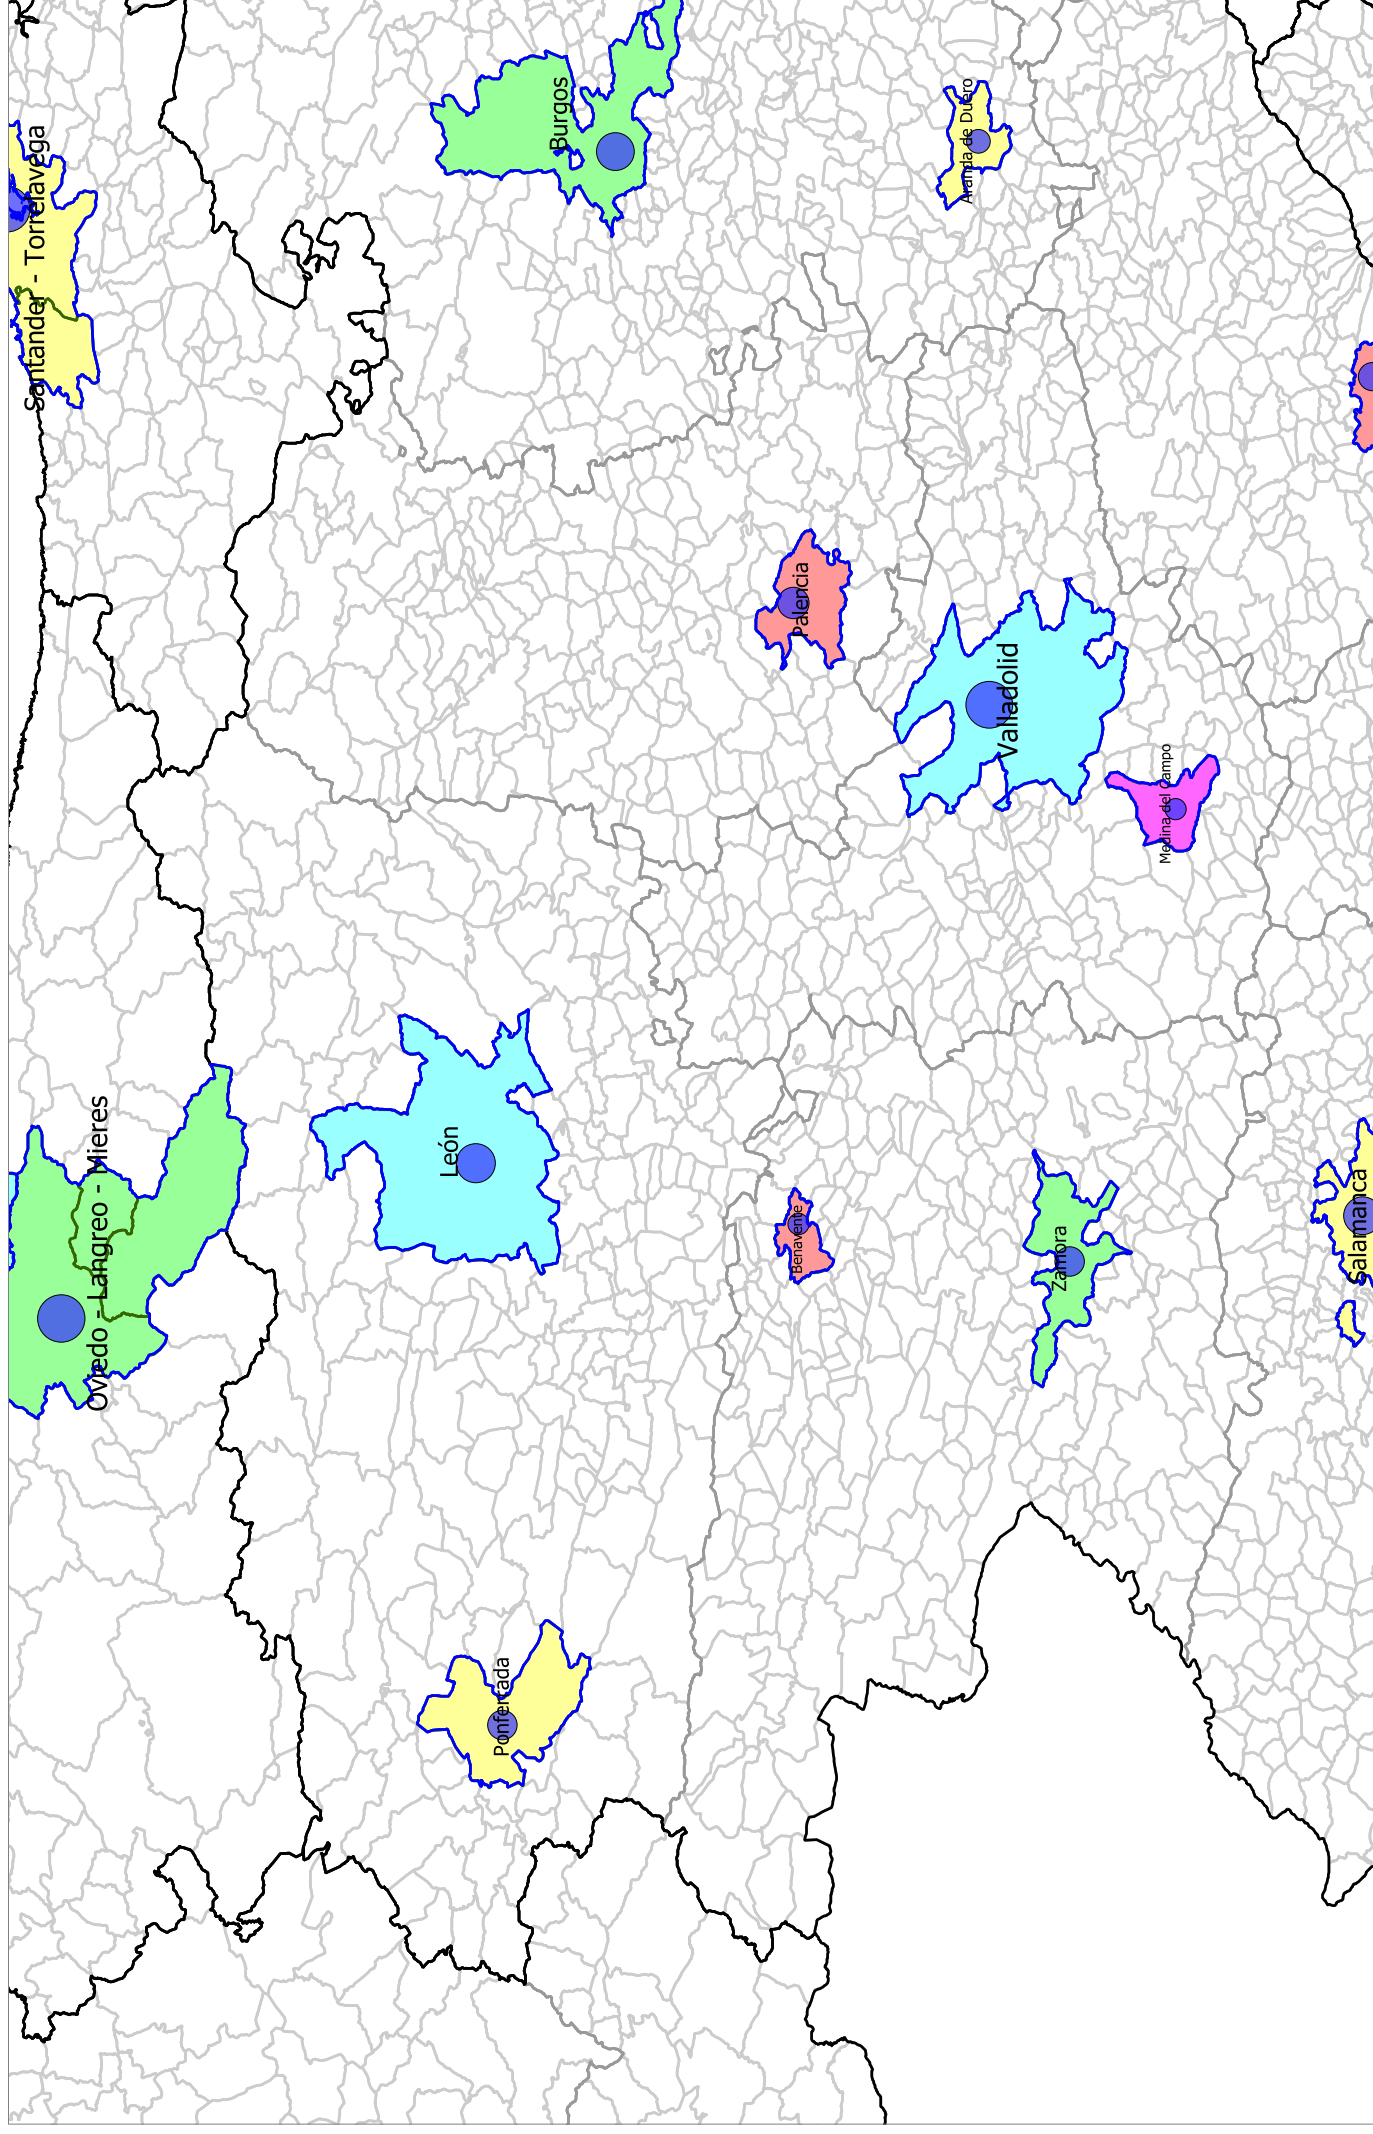 Santander - Torrelavega
Oviedo - Langreo - Mieres
León
Ponferrada
Burgos
Palencia
Benavente
Aranda de Duero
Valladolid
Zamora
Medina del Campo
Salamanca